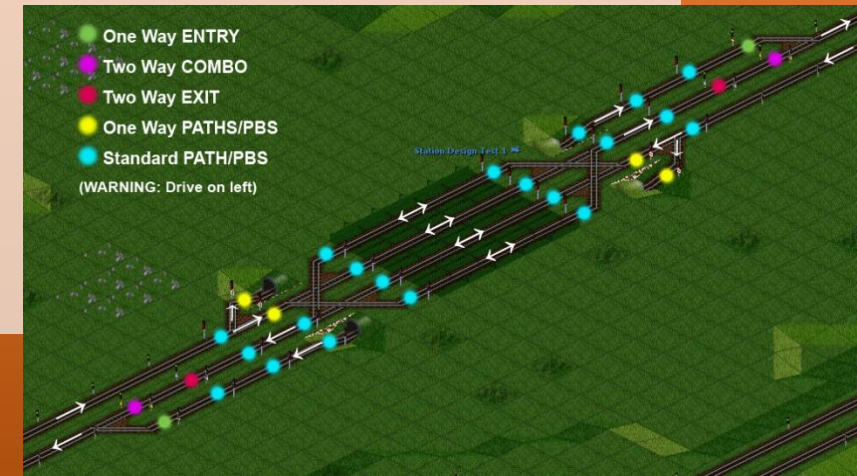 One Way ENTRY
Two Way COMBO
Two Way EXIT
One Way PATHS/PBS
Standard PATH/PBS
(WARNING: Drive on left)
Station Design Test 1